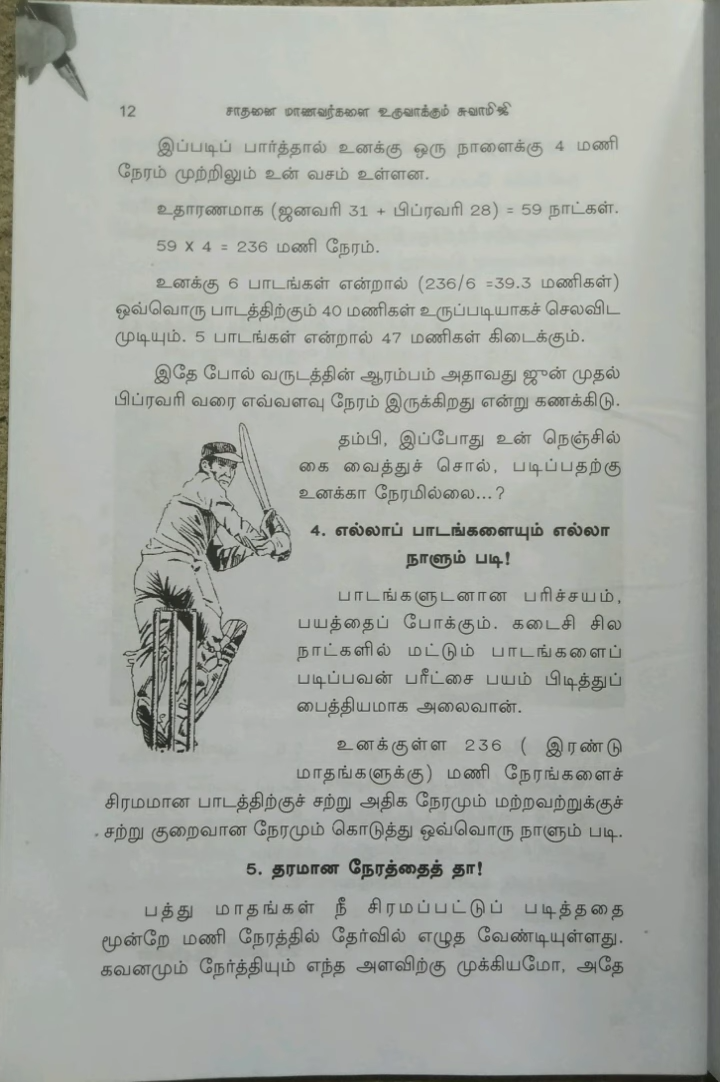 12 சாதனை மாணவர்களை உருவாக்கும் சுவாமிஜி
இப்படிப் பார்த்தால் உனக்கு ஒரு நாளைக்கு 4 மணி
நேரம் முற்றிலும் உன் வசம் உள்ளன.
உதாரணமாக (ஜனவரி 31 + பிப்ரவரி 28) = 59 நாட்கள்.
59 X 4 = 236 மணி நேரம்.
உனக்கு 6 பாடங்கள் என்றால் (236/6 =39.3 மணிகள்)
ஒவ்வொரு பாடத்திற்கும் 40 மணிகள் உருப்படியாகச் செலவிட
முடியும். 5 பாடங்கள் என்றால் 47 மணிகள் கிடைக்கும்.
இதே போல் வருடத்தின் ஆரம்பம் அதாவது ஜுன் முதல்
பிப்ரவரி வரை எவ்வளவு நேரம் இருக்கிறது என்று கணக்கிடு.
தம்பி, இப்போது உன் நெஞ்சில்
கை வைத்துச் சொல், படிப்பதற்கு
உனக்கா நேரமில்லை...?
4. எல்லாப் பாடங்களையும் எல்லா
நாளும் படி!
பாடங்களுடனான பரிச்சயம்,
பயத்தைப் போக்கும். கடைசி சில
நாட்களில் மட்டும் பாடங்களைப்
படிப்பவன் பரீட்சை பயம் பிடித்துப்
பைத்தியமாக அலைவான்.
உனக்குள்ள 236 ( இரண்டு
மாதங்களுக்கு) மணி நேரங்களைச்
சிரமமான பாடத்திற்குச் சற்று அதிக நேரமும் மற்றவற்றுக்குச்
சற்று குறைவான நேரமும் கொடுத்து ஒவ்வொரு நாளும் படி.
5. தரமான நேரத்தைத் தா!
பத்து மாதங்கள் நீ சிரமப்பட்டுப் படித்ததை
மூன்றே மணி நேரத்தில் தேர்வில் எழுத வேண்டியுள்ளது.
கவனமும் நேர்த்தியும் எந்த அளவிற்கு முக்கியமோ, அதே